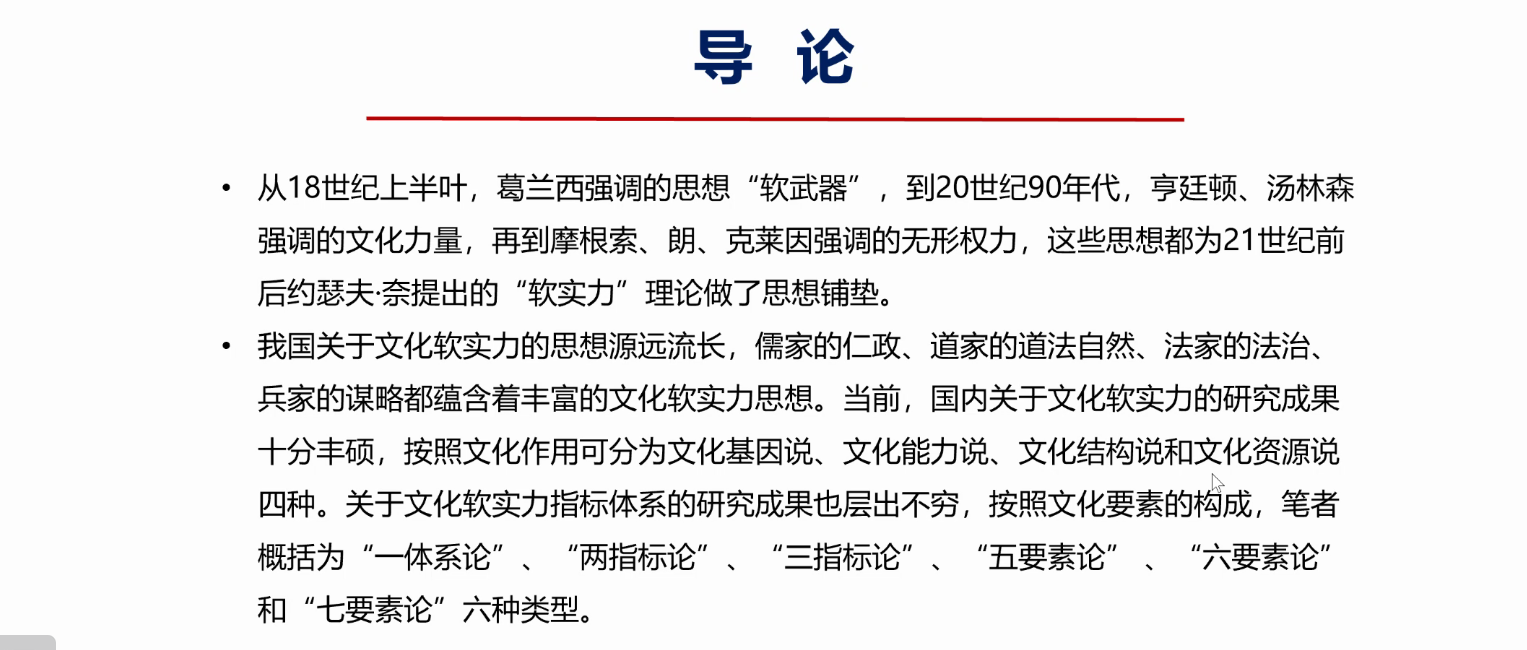 导 论
• 从18世纪上半叶，葛兰西强调的思想“软武器”，到20世纪90年代，亨廷顿、汤林森
强调的文化力量，再到摩根索、朗、克莱因强调的无形权力，这些思想都为21世纪前
后约瑟夫·奈提出的“软实力”理论做了思想铺垫。
• 我国关于文化软实力的思想源远流长，儒家的仁政、道家的道法自然、法家的法治、
兵家的谋略都蕴含着丰富的文化软实力思想。当前，国内关于文化软实力的研究成果
十分丰硕，按照文化作用可分为文化基因说、文化能力说、文化结构说和文化资源说
四种。关于文化软实力指标体系的研究成果也层出不穷，按照文化要素的构成，笔者
概括为“一体系论”、“两指标论”、“三指标论”、“五要素论”、“六要素论”
和“七要素论”六种类型。